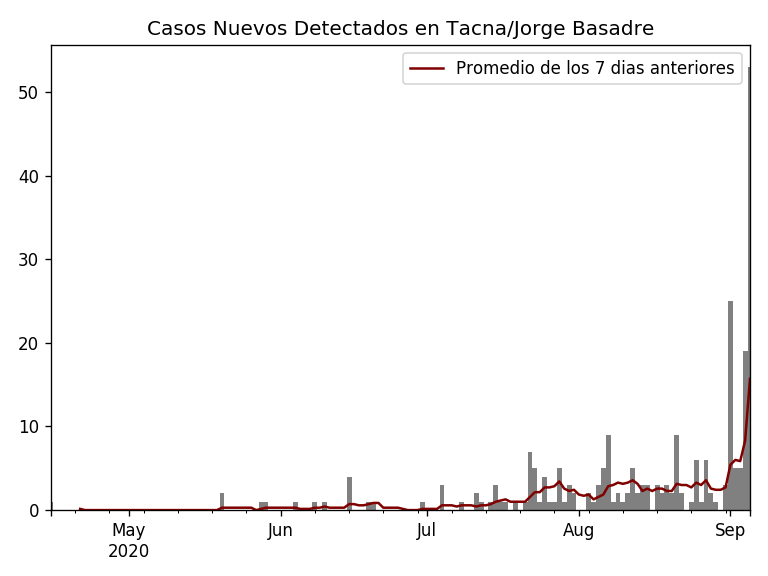 Casos Nuevos Detectados en Tacna/Jorge Basadre
Promedio de los 7 dias anteriores
50
40
30
20
10
0
May Jun Jul Aug Sep
2020